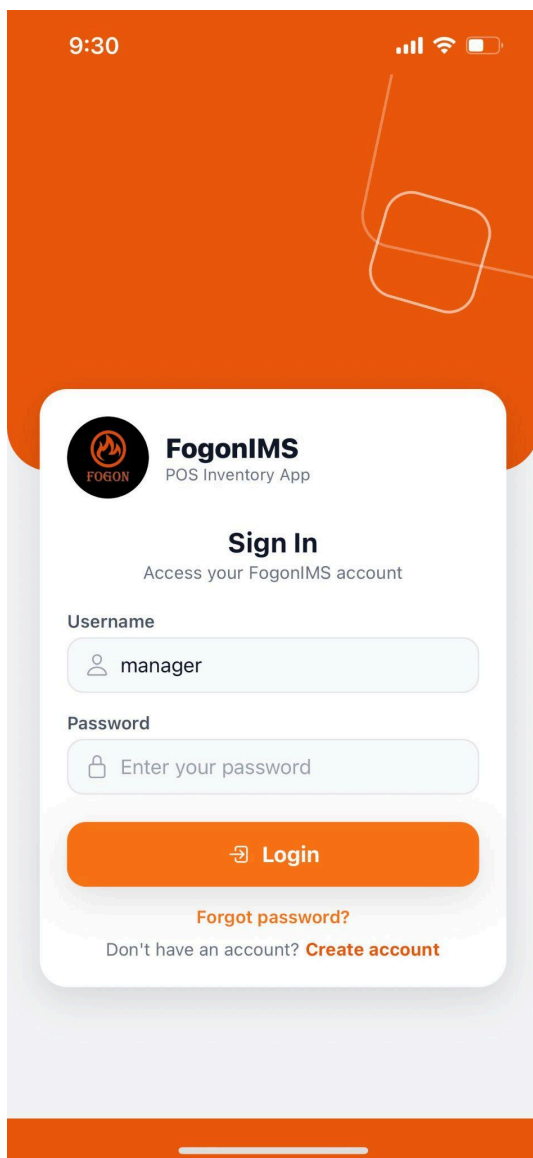 9:30
FOGON
FogonIMS
POS Inventory App
Sign In
Access your FogonIMS account
Username
manager
Password
Enter your password
Login
Forgot password?
Don't have an account? Create account